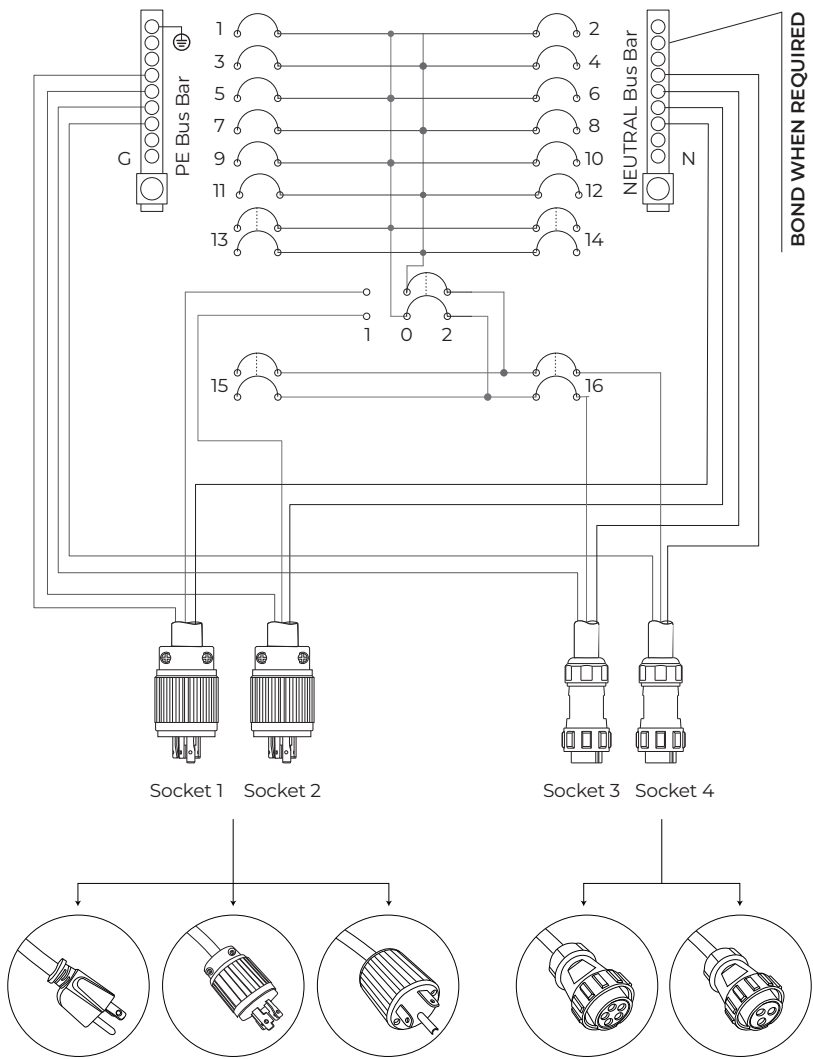 1
2
3
4
5
6
7
8
9
10
11
12
13
14
G
PE Bus Bar
NEUTRAL Bus Bar
N
BOND WHEN REQUIRED
1 0 2
15
16
Socket 1
Socket 2
Socket 3
Socket 4